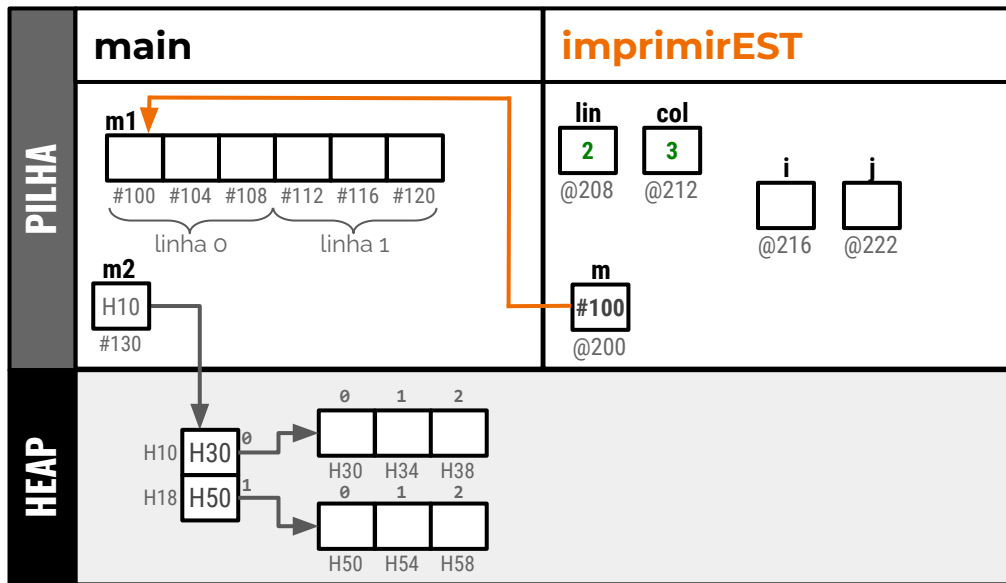 main imprimirEST
PILHA
m1
#100 #104 #108 #112 #116 #120
linha 0 linha 1
m2
H10
#130
lin col
2 3
@208 @212
i j
@216 @222
m
#100
@200
HEAP
0 1 2
H10 H30 0
H30 H34 H38
H18 H50 1
0 1 2
H50 H54 H58